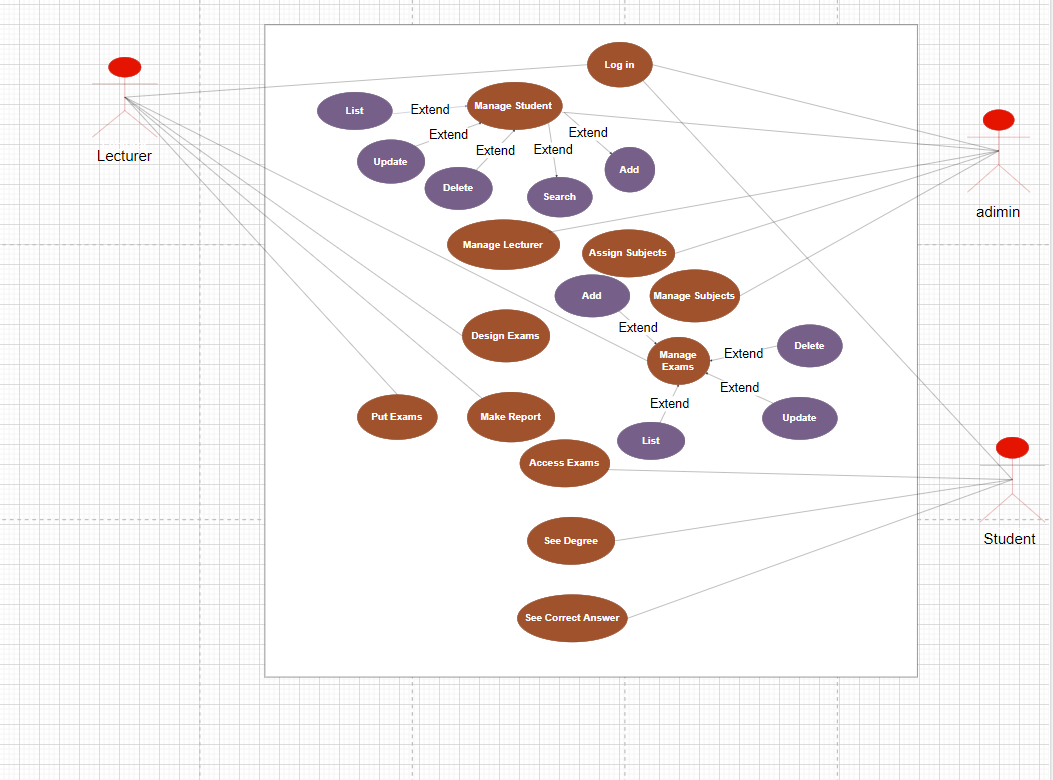 Log in
List
Extend
Manage Student
Extend
Extend
Extend
Extend
Update
Delete
Search
Add
Lecturer
adimin
Manage Lecturer
Assign Subjects
Add
Manage Subjects
Extend
Design Exams
Manage
Exams
Extend
Delete
Extend
Update
Extend
List
Put Exams
Make Report
Access Exams
See Degree
Student
See Correct Answer